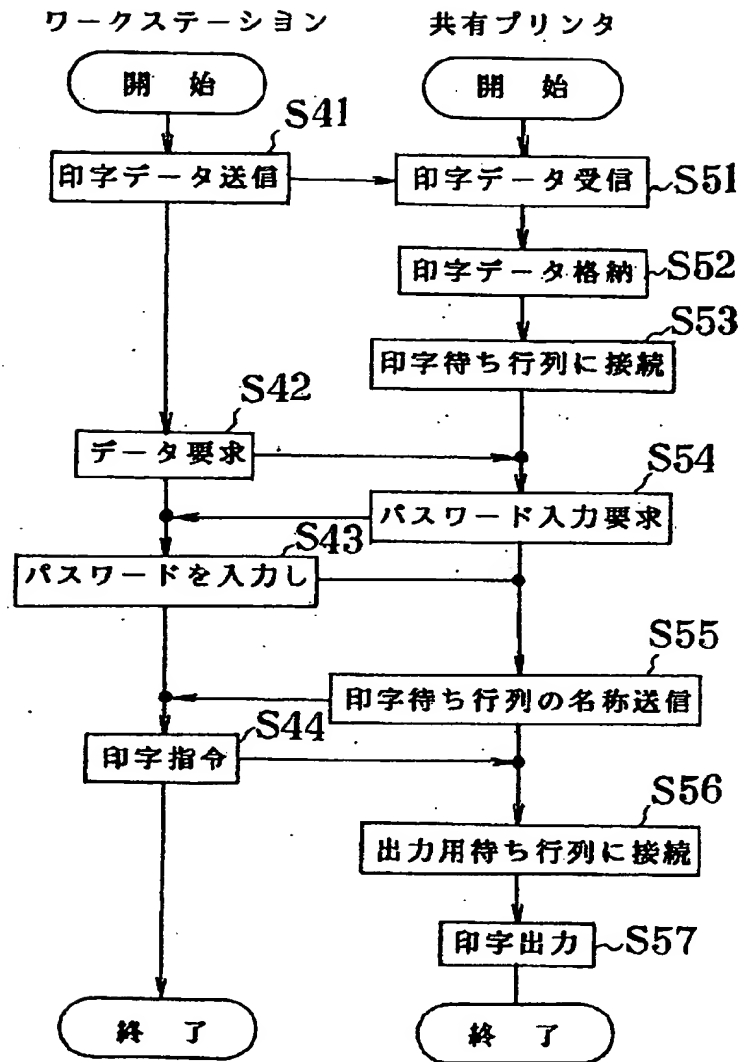 ワークステーション 共有プリンタ
開 始 開 始
S41
印字データ送信 印字データ受信 S51
印字データ格納 S52
S53
印字待ち行列に接続
S42
データ要求
S54
パスワード入力要求
S43
パスワードを入力し
S55
印字待ち行列の名称送信
S44
印字指令
S56
出力用待ち行列に接続
印字出力 S57
終 了 終 了